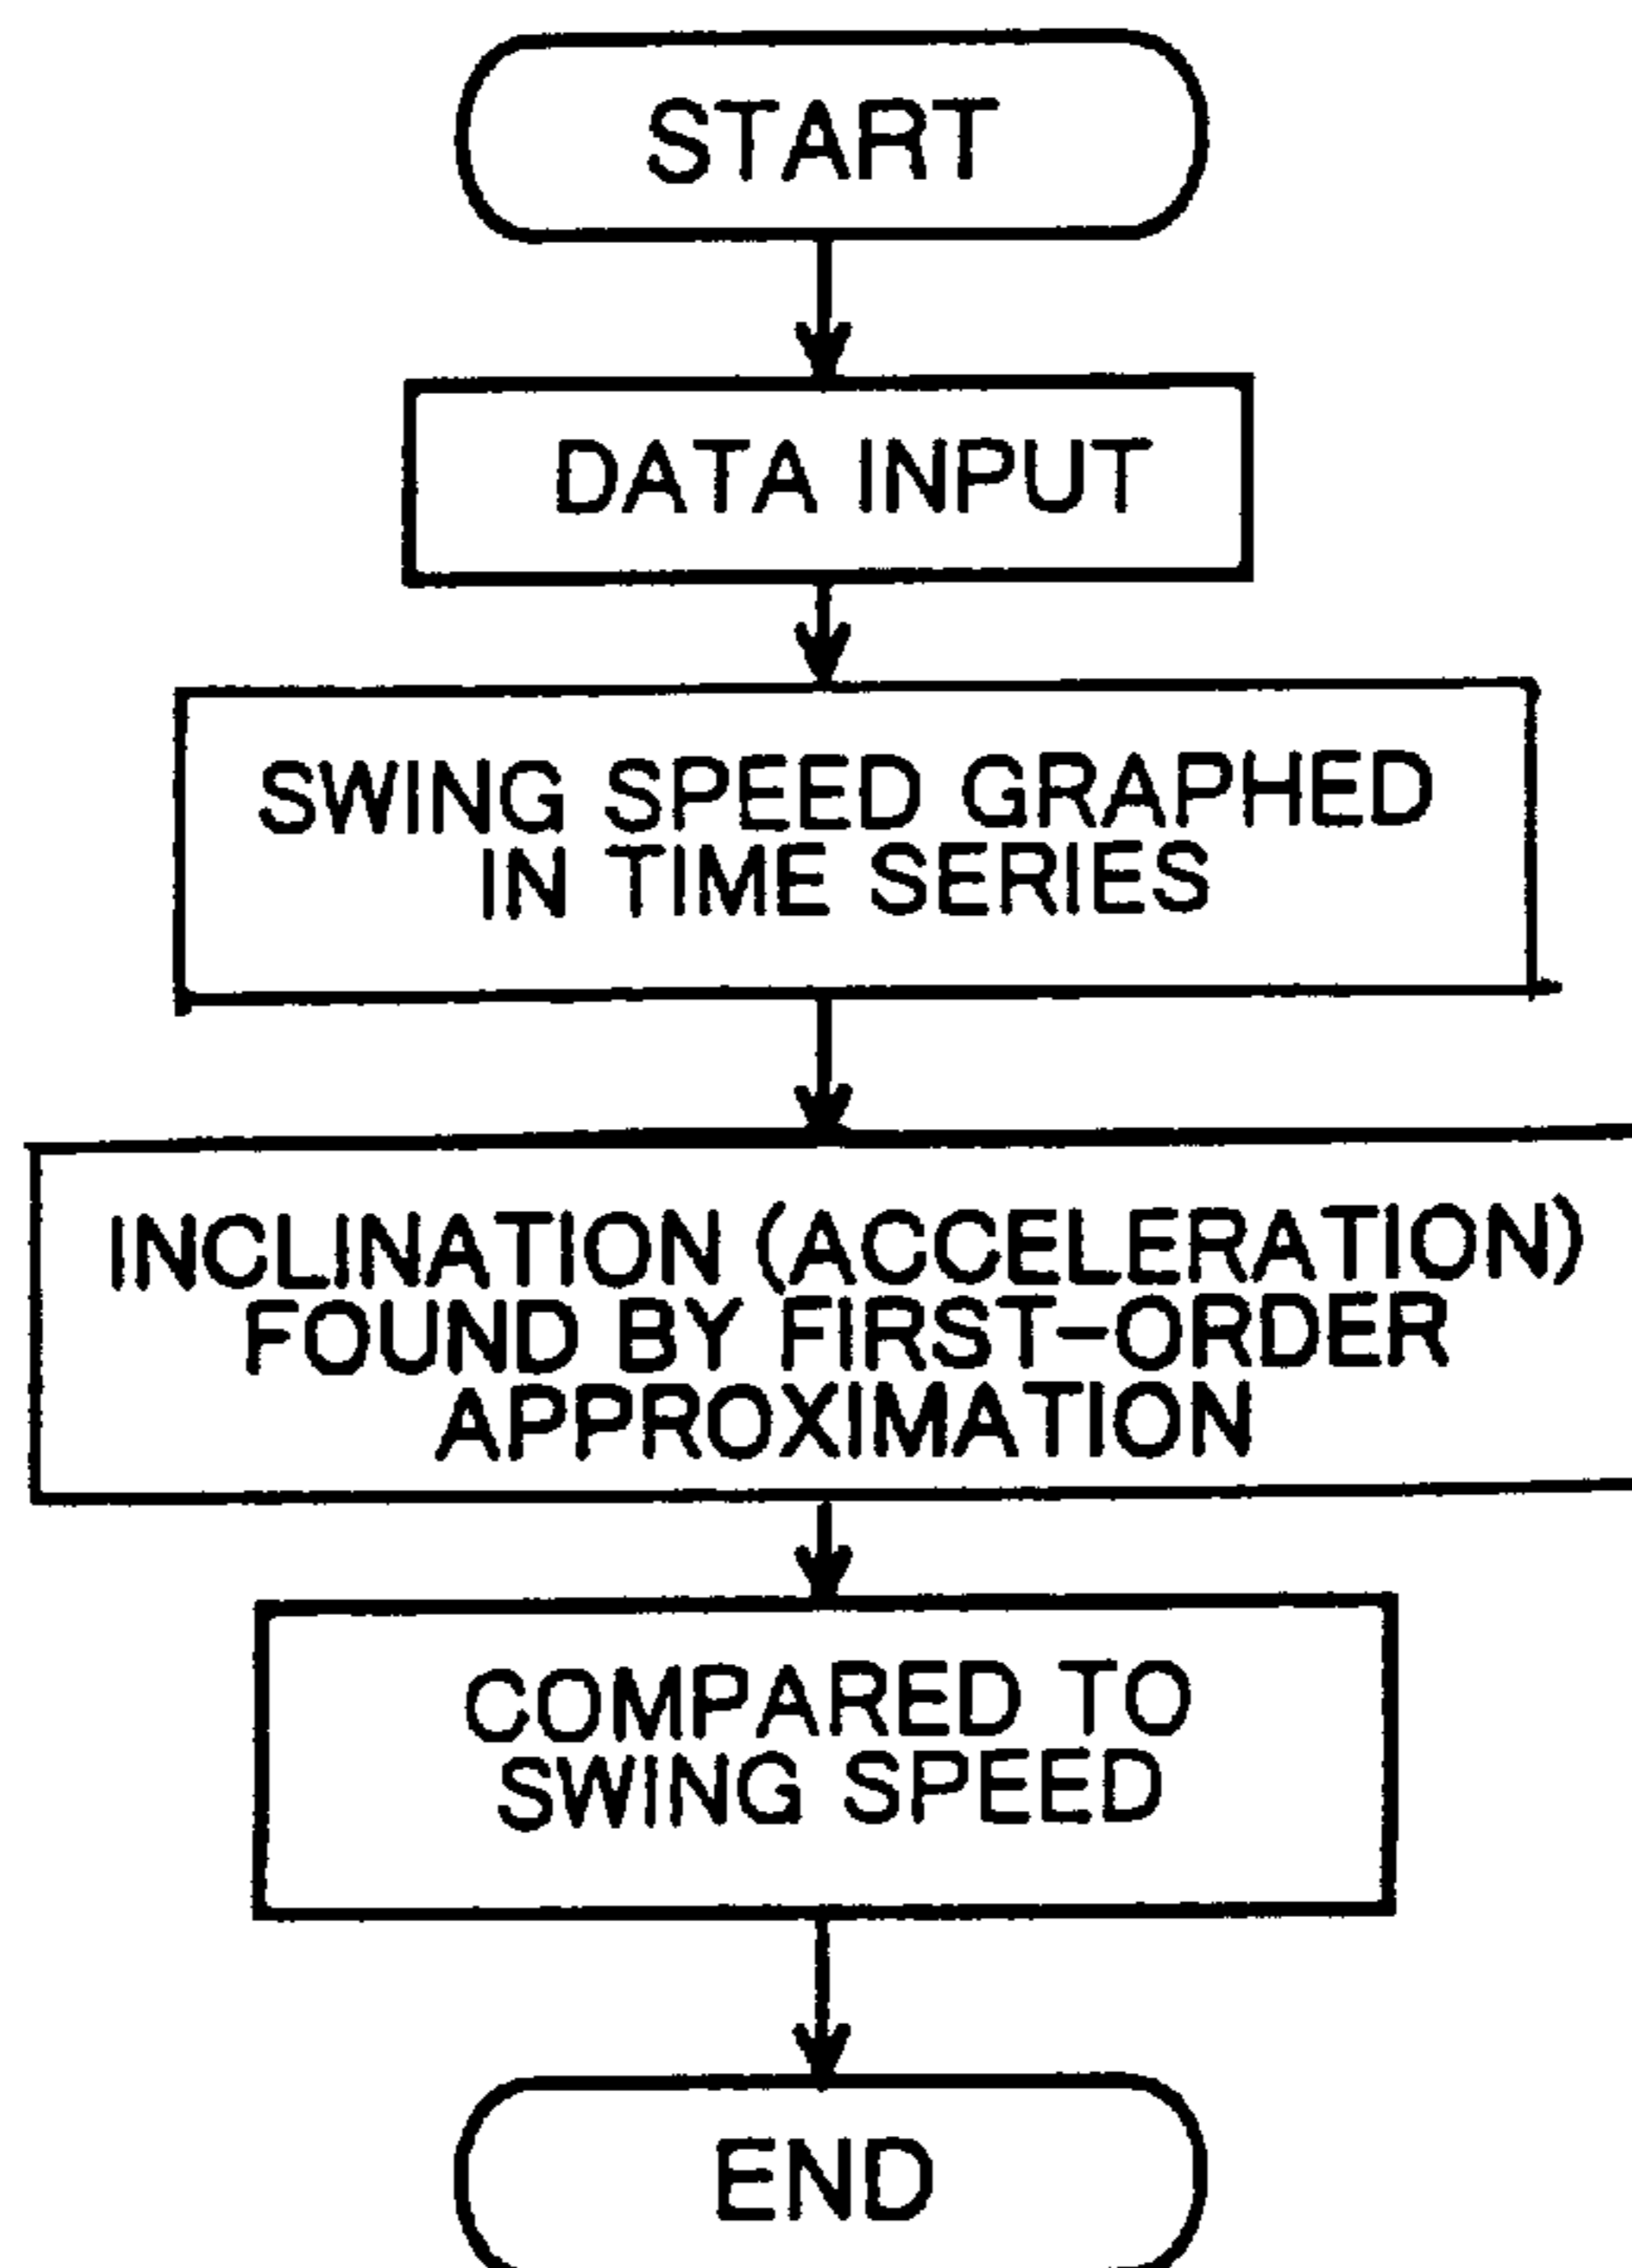 START
DATA INPUT
SWING SPEED GRAPHED
IN TIME SERIES
INCLINATION (ACCELERATION)
FOUND BY FIRST-ORDER
APPROXIMATION
COMPARED TO
SWING SPEED
END